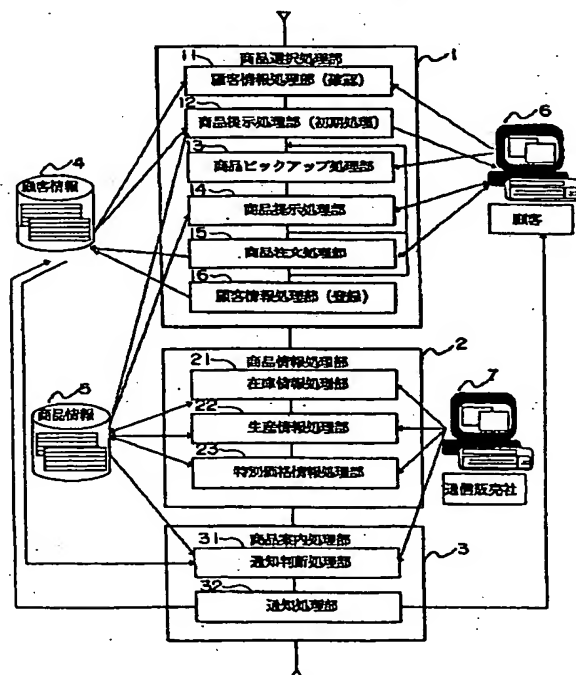 商品選択処理部
1
11
顧客情報処理部(確認)
12
商品提示処理部(初期処理)
13
商品ピックアップ処理部
14
商品提示処理部
15
商品注文処理部
16
顧客情報処理部(登録)
4
顧客情報
6
顧客
2
商品情報処理部
21
在庫情報処理部
22
生産情報処理部
23
特別価格情報処理部
5
商品情報
7
通信販売社
3
商品案内処理部
31
通知判断処理部
32
通知処理部